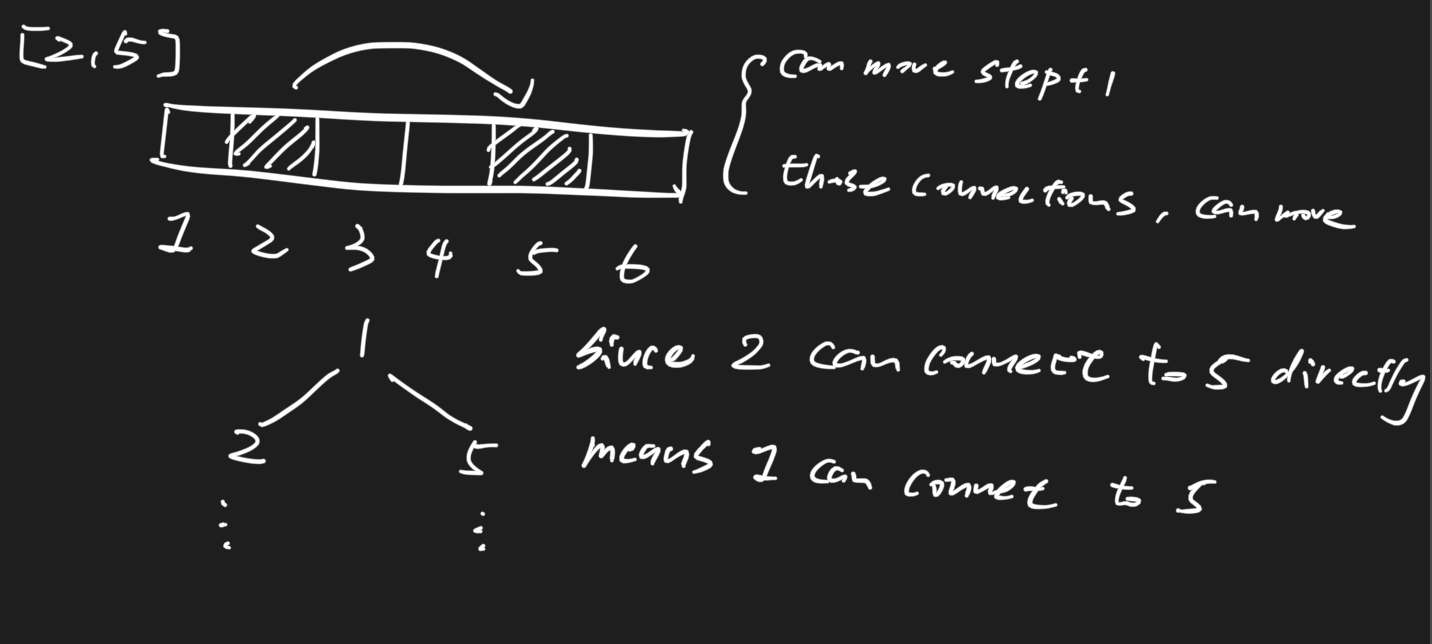 [2,5]
can move step+1
those connections, can move
1 2 3 4 5 6
1
2 5
since 2 can connect to 5 directly
means 1 can connet to 5